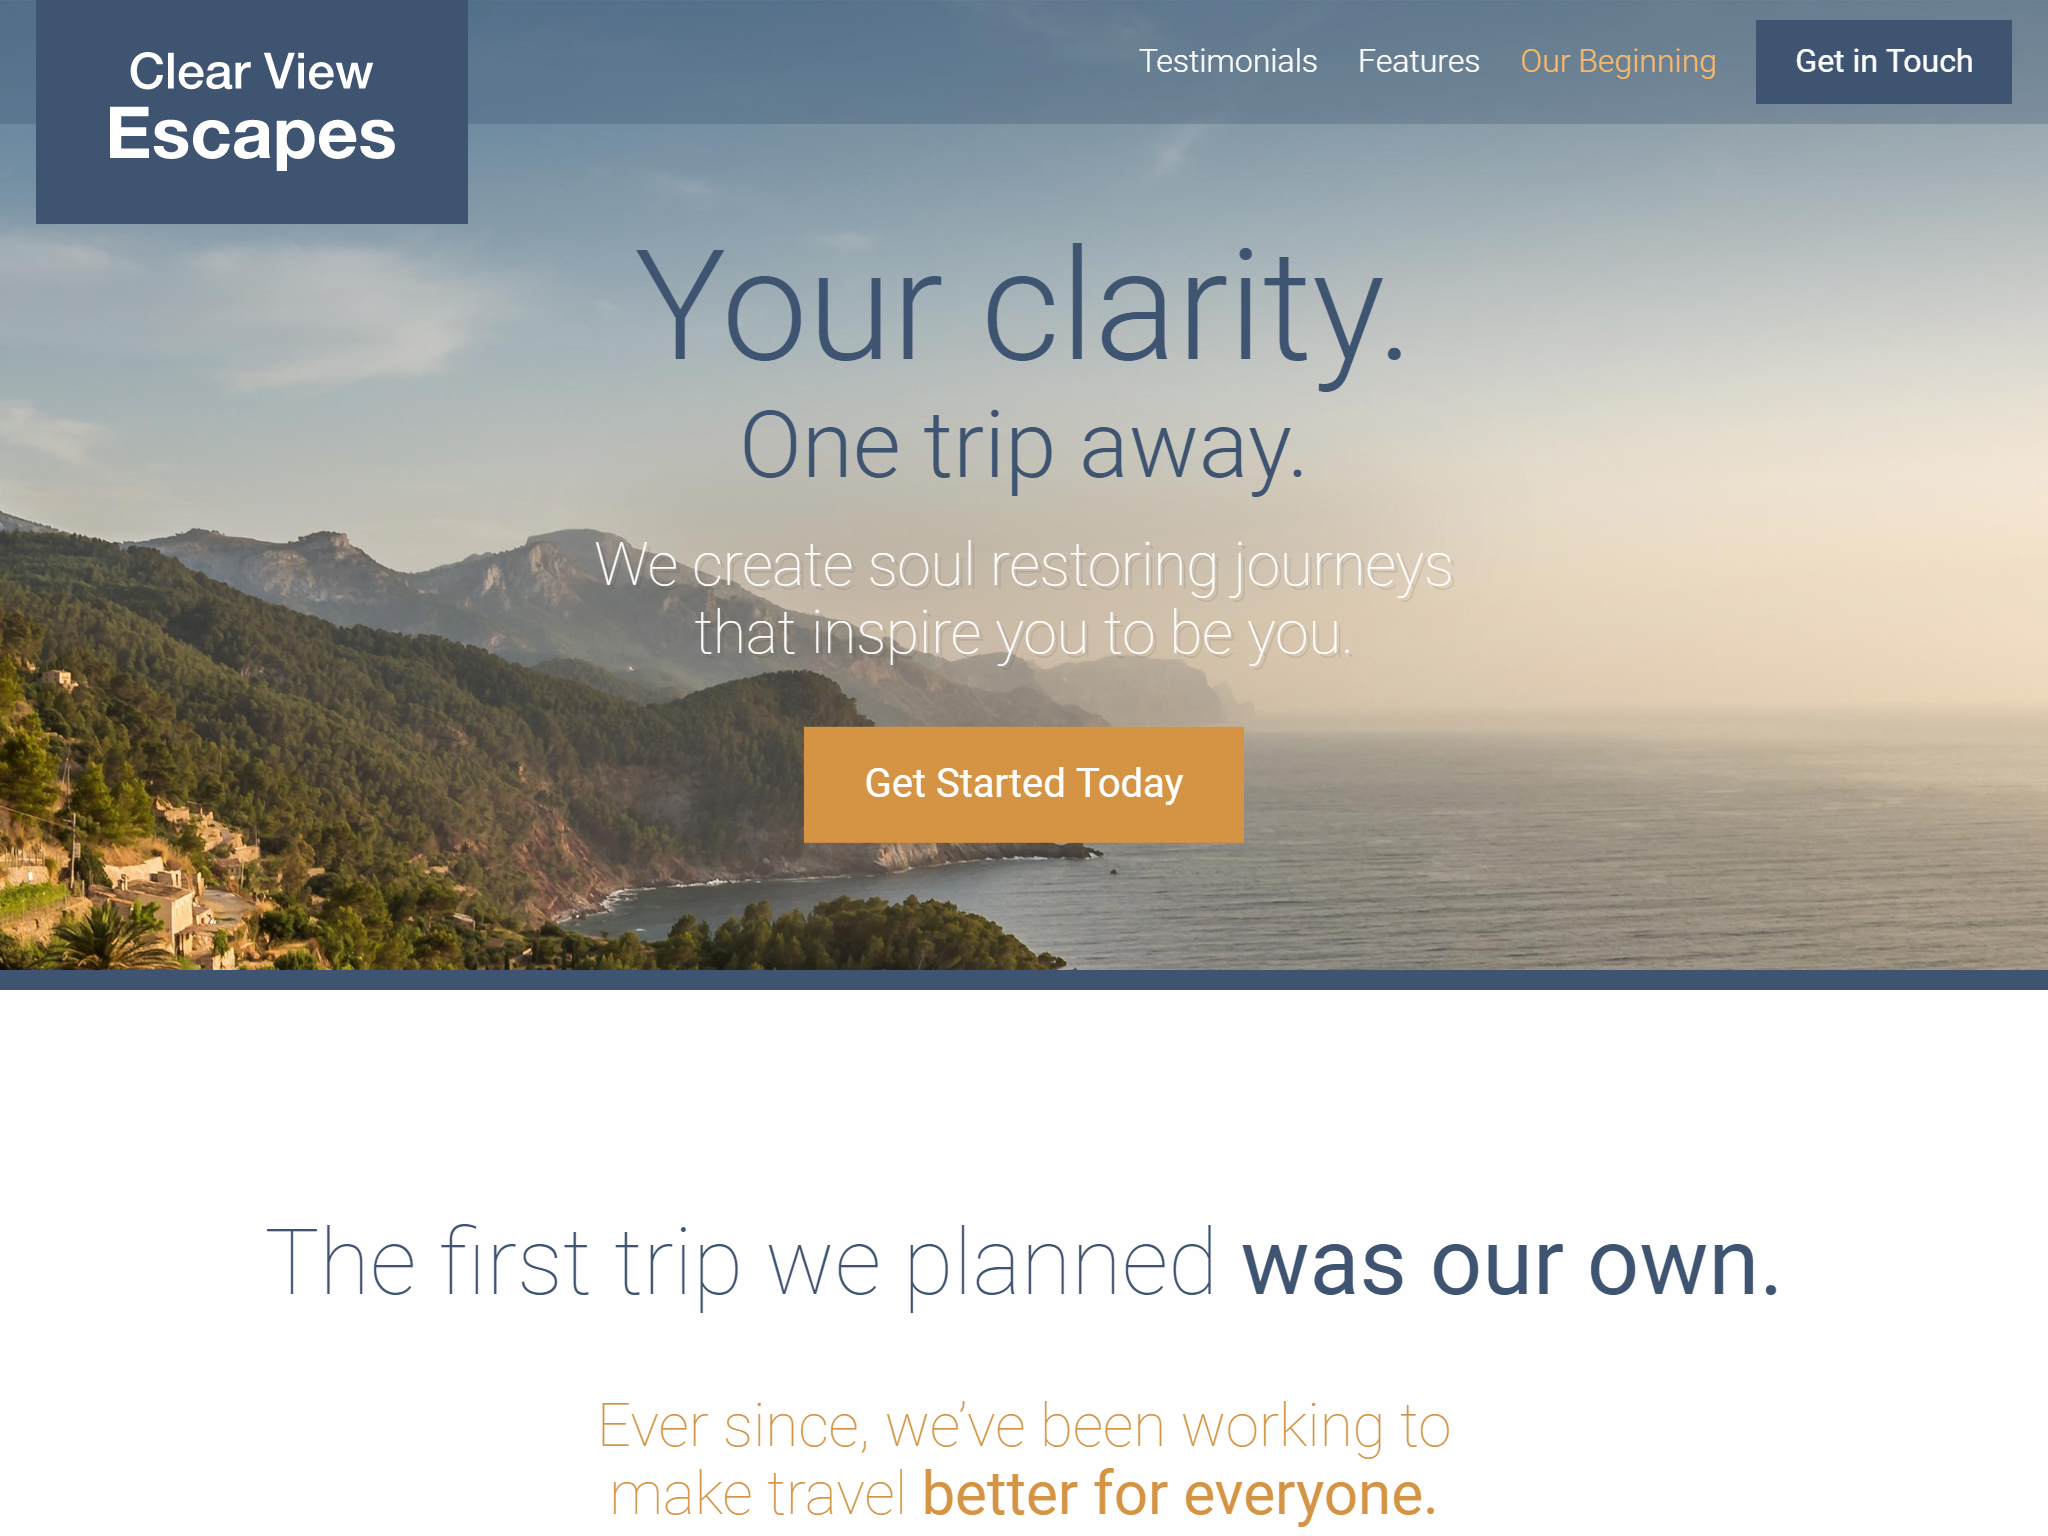 Clear View
Escapes
Testimonials
Features
Our Beginning
Get in Touch
Your clarity.
One trip away.
We create soul restoring journeys
that inspire you to be you.
Get Started Today
The first trip we planned was our own.
Ever since, we’ve been working to
make travel better for everyone.